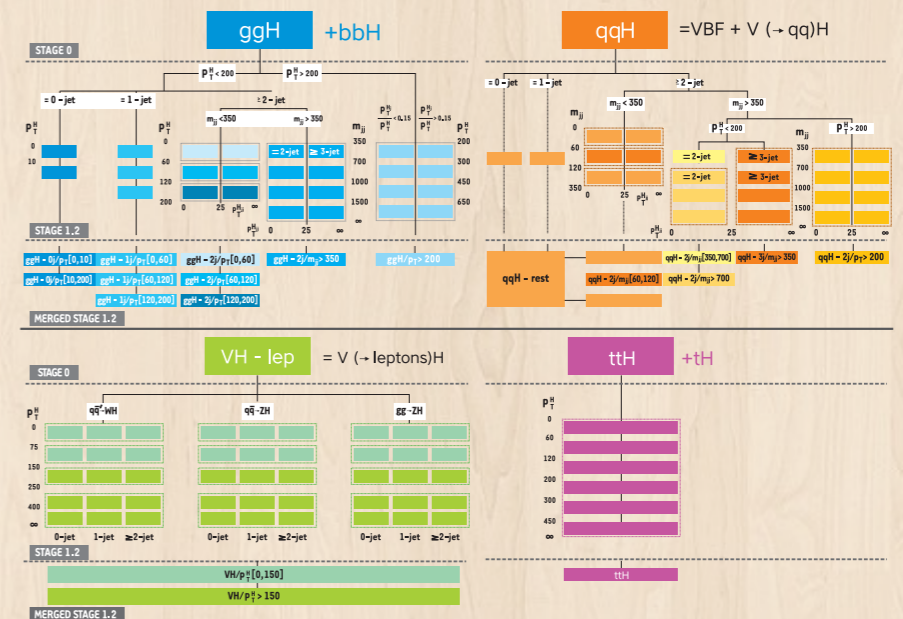 ggH +bbH
STAGE 0
P_T^H < 200 P_T^H > 200
= 0 - jet = 1 - jet ≥ 2 - jet
m_jj < 350 m_jj > 350
P_T^Hj / P_T^H < 0.15 P_T^Hj / P_T^H > 0.15
P_T^H
0
10
0
60
120
200
= 2-jet ≥ 3-jet
0 25 ∞
P_T^Hjj
m_jj
350
700
1000
1500
∞
0 25 ∞
P_T^Hjj
P_T^H
200
300
450
650
STAGE 1.2
ggH - 0j/p_T[0,10] ggH - 1j/p_T[0,60] ggH - 2j/p_T[0,60] ggH - 2j/m_jj > 350 ggH/p_T > 200
ggH - 0j/p_T[10,200] ggH - 1j/p_T[60,120] ggH - 2j/p_T[60,120]
ggH - 1j/p_T[120,200] ggH - 2j/p_T[120,200]
MERGED STAGE 1.2
qqH =VBF + V (→ qq)H
= 0 - jet = 1 - jet ≥ 2 -jet
m_jj < 350 m_jj > 350
P_T^H < 200 P_T^H > 200
m_jj
0
60
120
350
0 25 ∞
P_T^Hjj
= 2-jet ≥ 3-jet
= 2-jet ≥ 3-jet
P_T^Hjj
0 25 ∞
m_jj
350
700
1000
1500
∞
qqH - rest
qqH - 2j/m_jj[60,120]
qqH - 2j/m_jj[350,700] qqH - 3j/m_jj > 350 qqH - 2j/p_T > 200
qqH - 2j/m_jj > 700
VH - lep = V (→ leptons)H
STAGE 0
qq̄'-WH qq̄-ZH gg-ZH
P_T^H
0
75
150
250
400
∞
0-jet 1-jet ≥2-jet 0-jet 1-jet ≥2-jet 0-jet 1-jet ≥2-jet
STAGE 1.2
VH/p_T^H[0,150]
VH/p_T^H > 150
MERGED STAGE 1.2
ttH +tH
P_T^H
0
60
120
200
300
450
∞
ttH